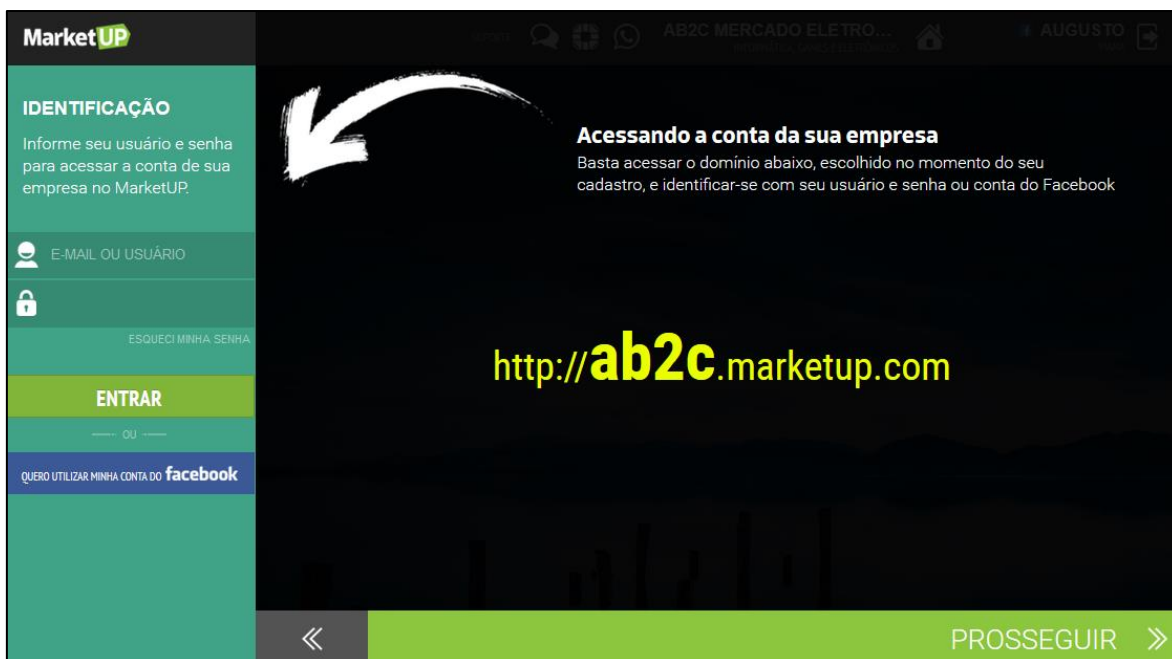 MarketUP
AB2C MERCADO ELETRO...
AUGUSTO
IDENTIFICAÇÃO
Informe seu usuário e senha
para acessar a conta de sua
empresa no MarketUP.
E-MAIL OU USUÁRIO
ESQUECI MINHA SENHA
ENTRAR
OU
QUERO UTILIZAR MINHA CONTA DO facebook
Acessando a conta da sua empresa
Basta acessar o domínio abaixo, escolhido no momento do seu
cadastro, e identificar-se com seu usuário e senha ou conta do Facebook
http://ab2c.marketup.com
PROSSEGUIR